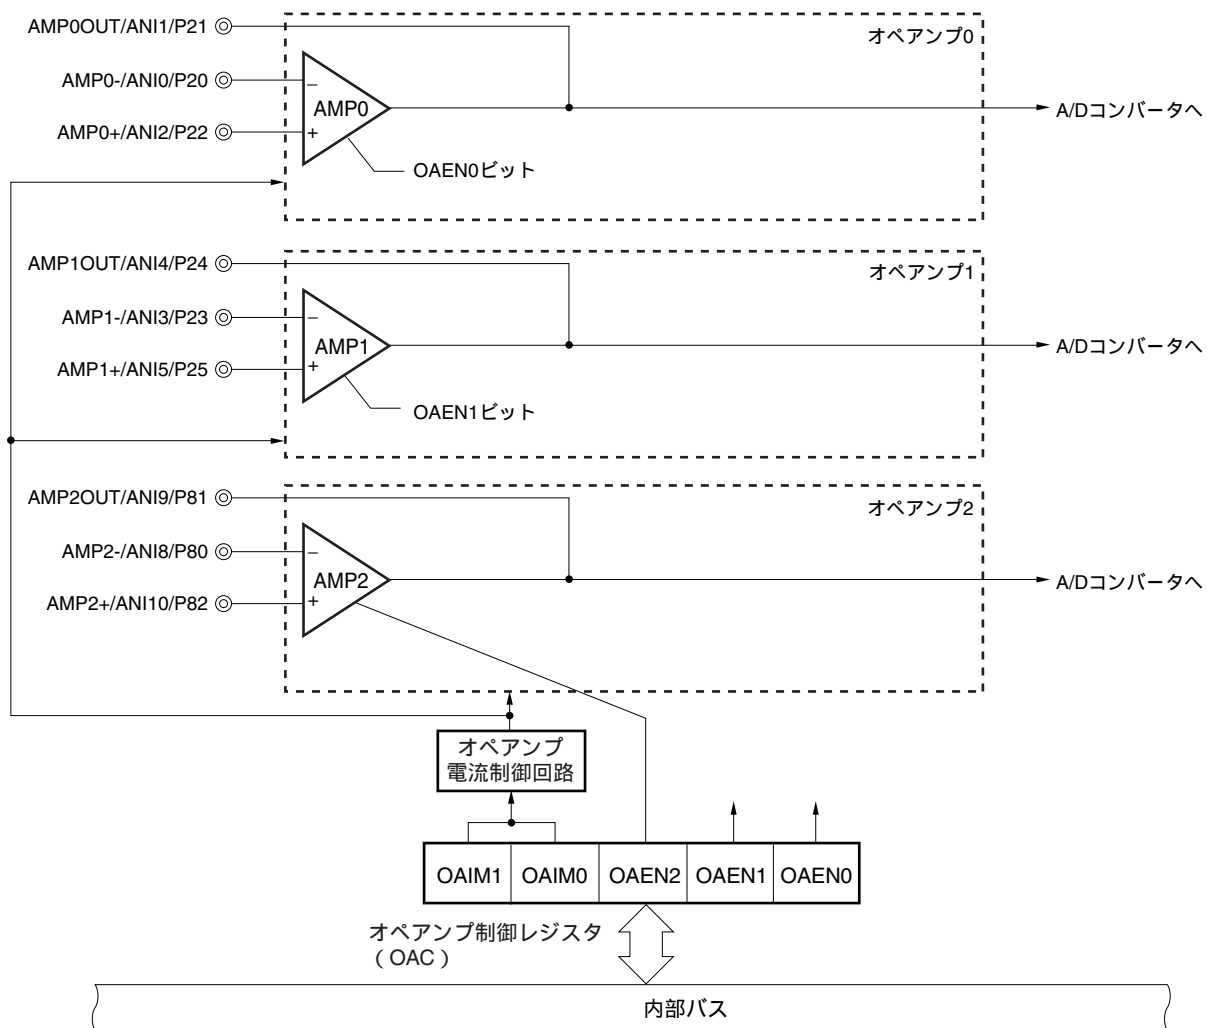 AMP0OUT/ANI1/P21
オペアンプ0
AMP0-/ANI0/P20
−
AMP0
A/Dコンバータへ
AMP0+/ANI2/P22
+
OAEN0ビット
AMP1OUT/ANI4/P24
オペアンプ1
AMP1-/ANI3/P23
−
AMP1
A/Dコンバータへ
AMP1+/ANI5/P25
+
OAEN1ビット
AMP2OUT/ANI9/P81
オペアンプ2
AMP2-/ANI8/P80
−
AMP2
A/Dコンバータへ
AMP2+/ANI10/P82
+
オペアンプ
電流制御回路
OAIM1 OAIM0 OAEN2 OAEN1 OAEN0
オペアンプ制御レジスタ
(OAC)
内部バス